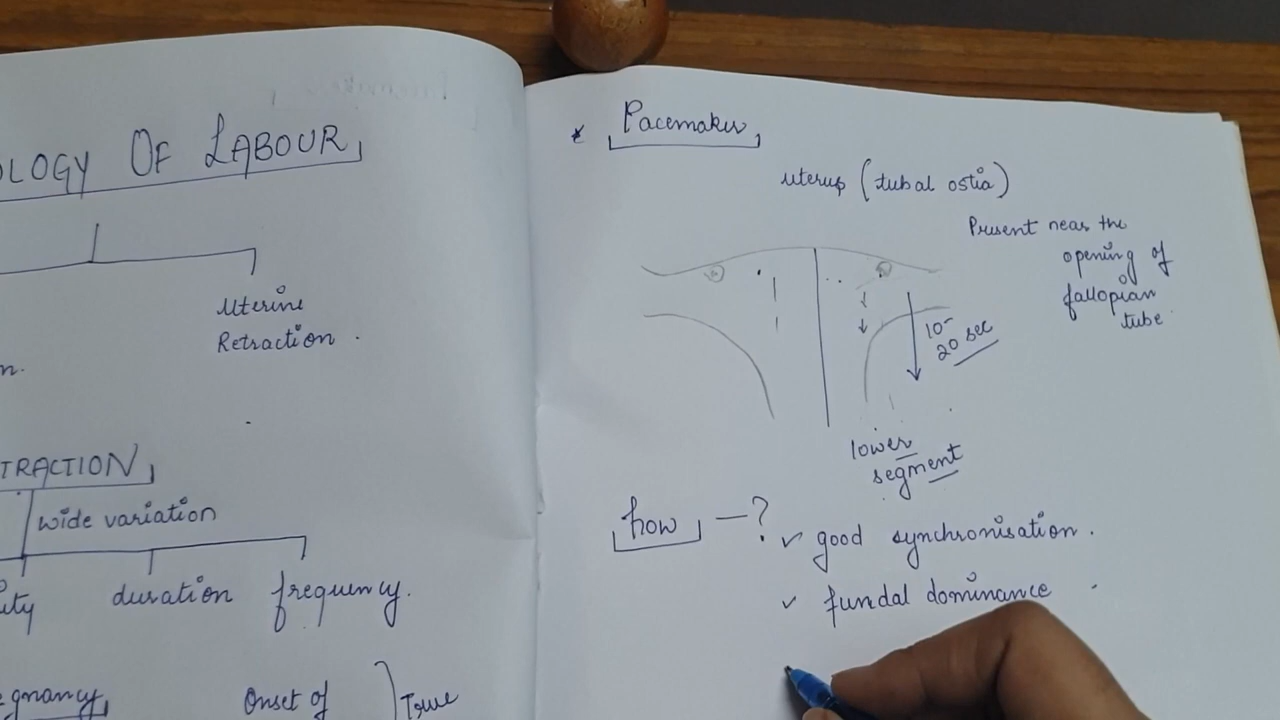 OLOGY OF LABOUR
Uterine
Retraction.
n.
TRACTION
wide variation
ity duration frequency.
egnancy
Onset of
True
* Pacemaker
uterus (tubal ostia)
Present near the
opening of
fallopian
tube.
10-
20 sec
lower
segment
how —?
✓ good synchronisation.
✓ fundal dominance